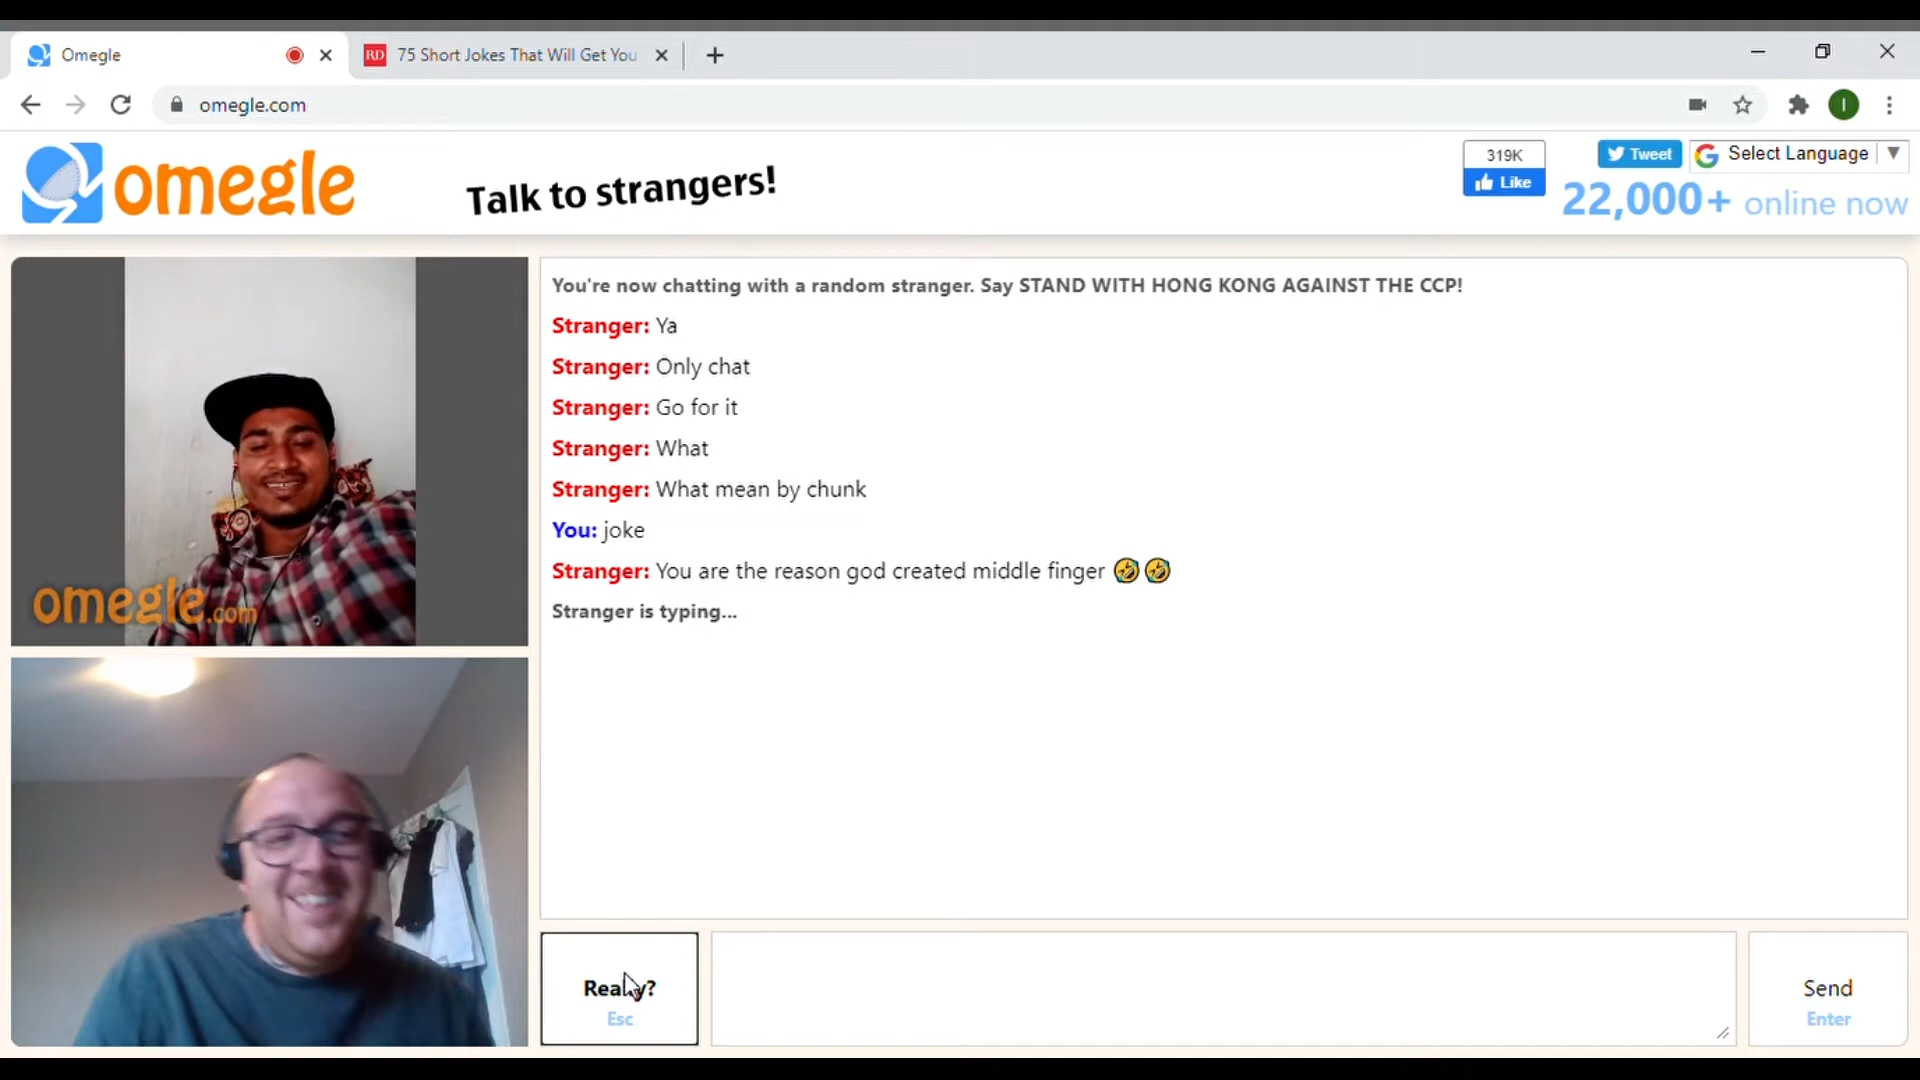 Omegle
RD 75 Short Jokes That Will Get You
omegle.com
I
omegle
Talk to strangers!
319K
Like
Tweet
G Select Language ▼
22,000+ online now
You're now chatting with a random stranger. Say STAND WITH HONG KONG AGAINST THE CCP!
Stranger: Ya
Stranger: Only chat
Stranger: Go for it
Stranger: What
Stranger: What mean by chunk
You: joke
Stranger: You are the reason god created middle finger 🤣🤣
Stranger is typing...
omegle.com
Really?
Esc
Send
Enter